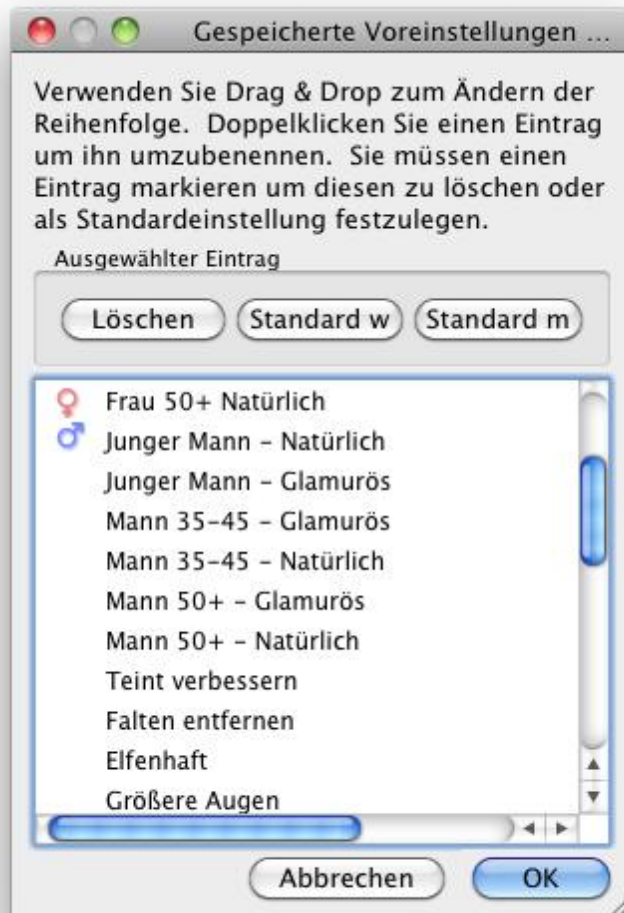 Gespeicherte Voreinstellungen ...
Verwenden Sie Drag & Drop zum Ändern der
Reihenfolge.  Doppelklicken Sie einen Eintrag
um ihn umzubenennen.  Sie müssen einen
Eintrag markieren um diesen zu löschen oder
als Standardeinstellung festzulegen.
Ausgewählter Eintrag
Löschen Standard w Standard m
Frau 50+ Natürlich
Junger Mann – Natürlich
Junger Mann – Glamurös
Mann 35–45 – Glamurös
Mann 35–45 – Natürlich
Mann 50+ – Glamurös
Mann 50+ – Natürlich
Teint verbessern
Falten entfernen
Elfenhaft
Größere Augen
Abbrechen OK